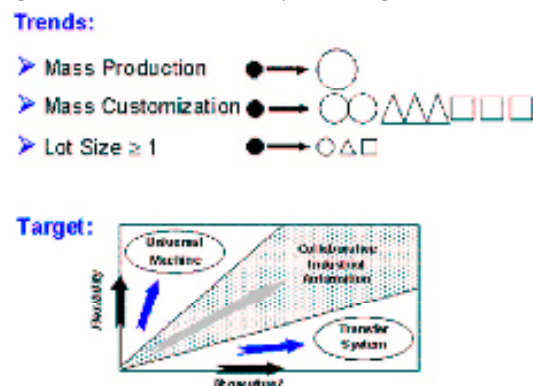 Trends:
Mass Production
Mass Customization
Lot Size ≥ 1
Target:
Universal
Machine
Collaborative
Industrial
Automation
Flexibility
Transfer
System